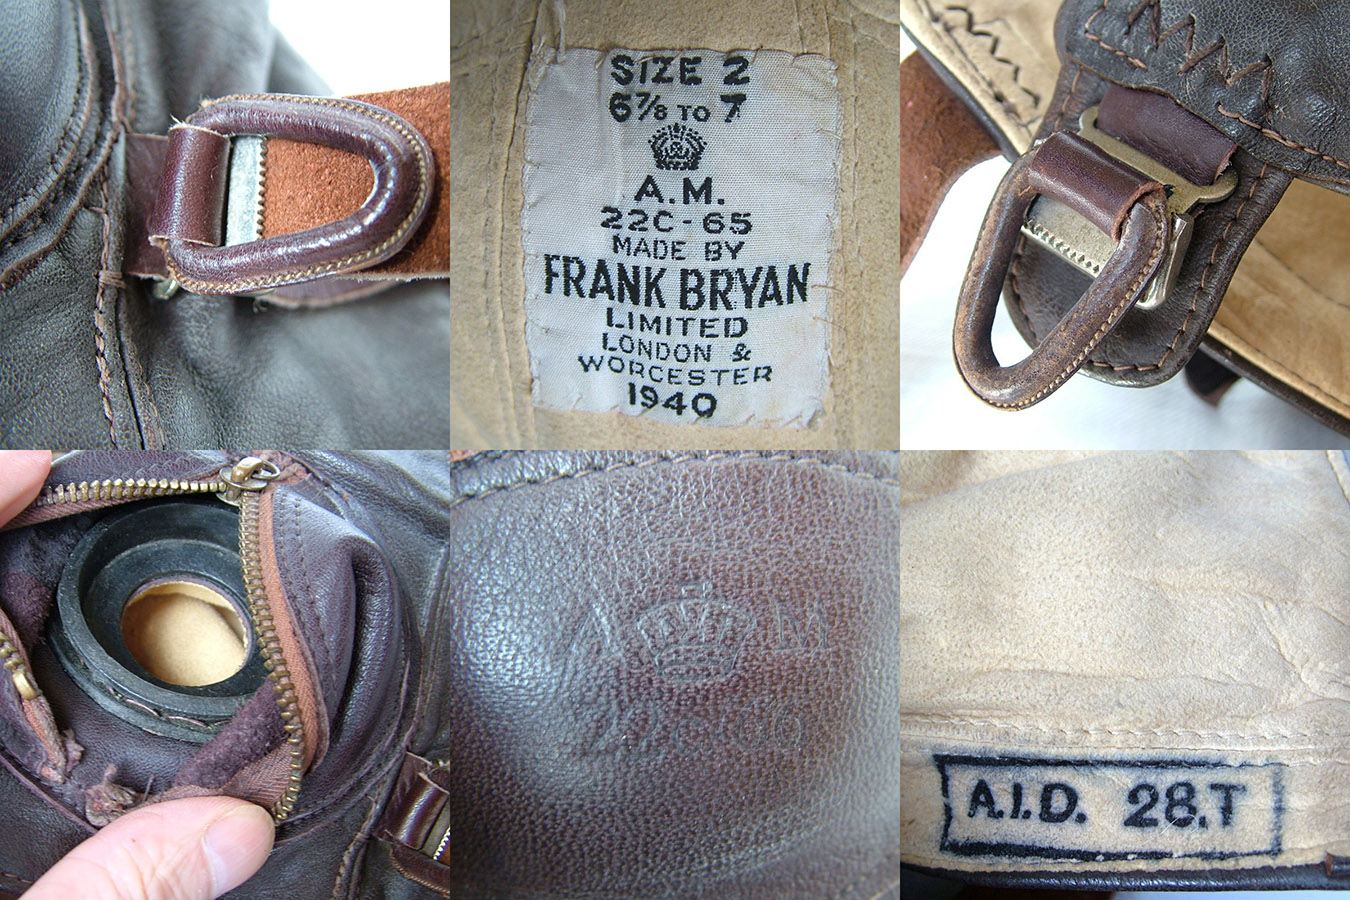 SIZE 2
6⅞ TO 7
A.M.
22C-65
MADE BY
FRANK BRYAN
LIMITED
LONDON &
WORCESTER
1940
A M
A.I.D. 28.T